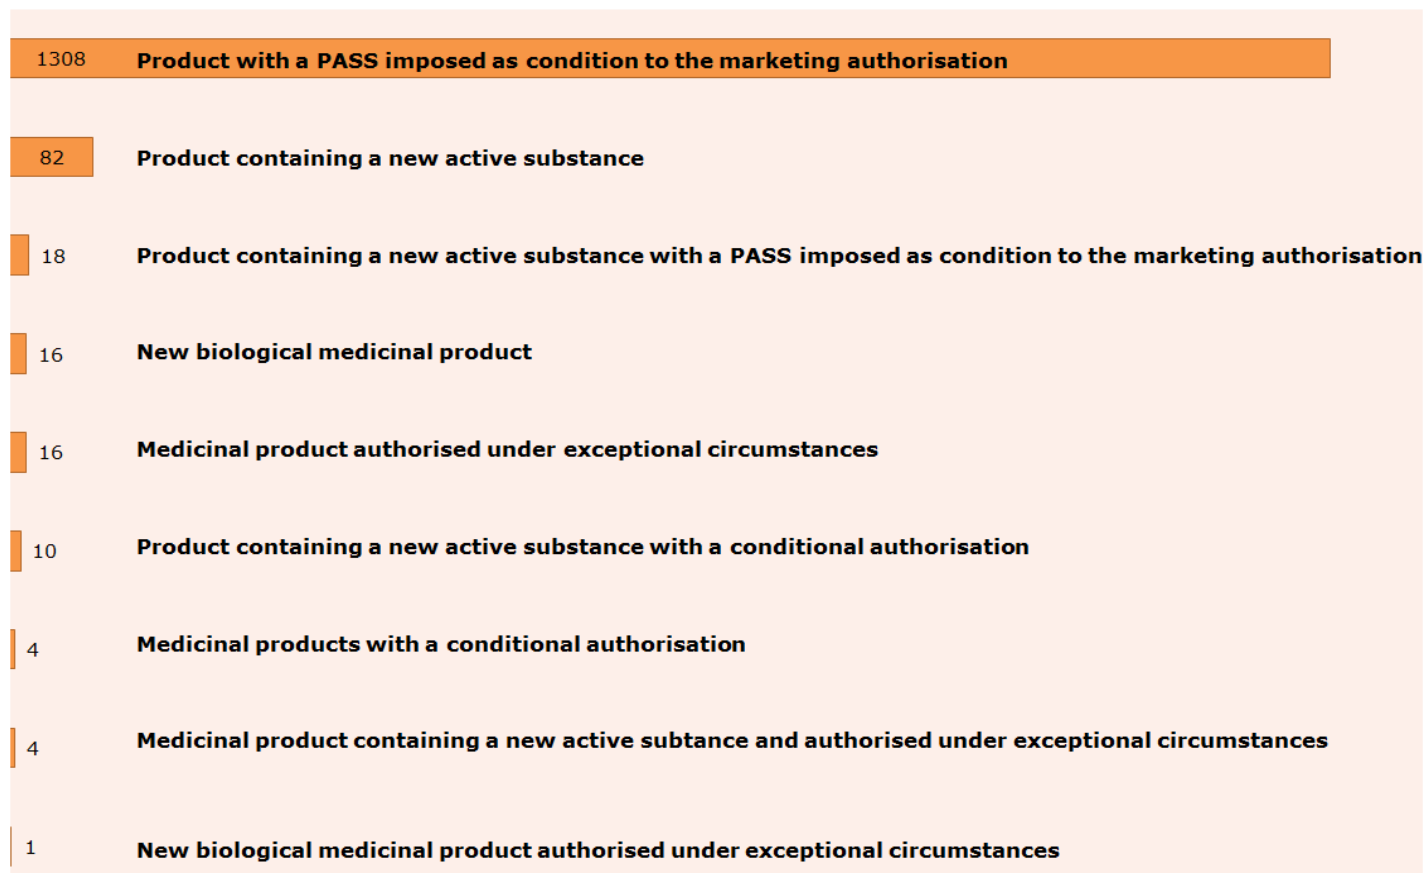 1308 Product with a PASS imposed as condition to the marketing authorisation
82 Product containing a new active substance
18 Product containing a new active substance with a PASS imposed as condition to the marketing authorisation
16 New biological medicinal product
16 Medicinal product authorised under exceptional circumstances
10 Product containing a new active substance with a conditional authorisation
4 Medicinal products with a conditional authorisation
4 Medicinal product containing a new active subtance and authorised under exceptional circumstances
1 New biological medicinal product authorised under exceptional circumstances